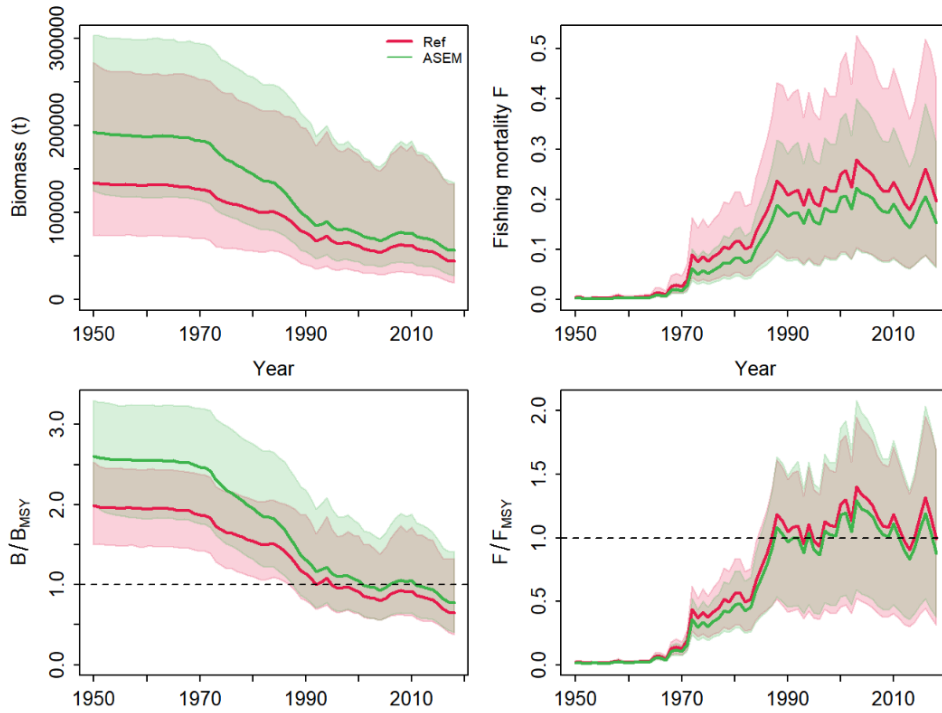 Biomass (t)
0 100000 200000 300000
Ref
ASEM
1950 1970 1990 2010
Year
Fishing mortality F
0.0 0.1 0.2 0.3 0.4 0.5
1950 1970 1990 2010
Year
B/BMSY
0.0 1.0 2.0 3.0
1950 1970 1990 2010
F/FMSY
0.0 0.5 1.0 1.5 2.0
1950 1970 1990 2010